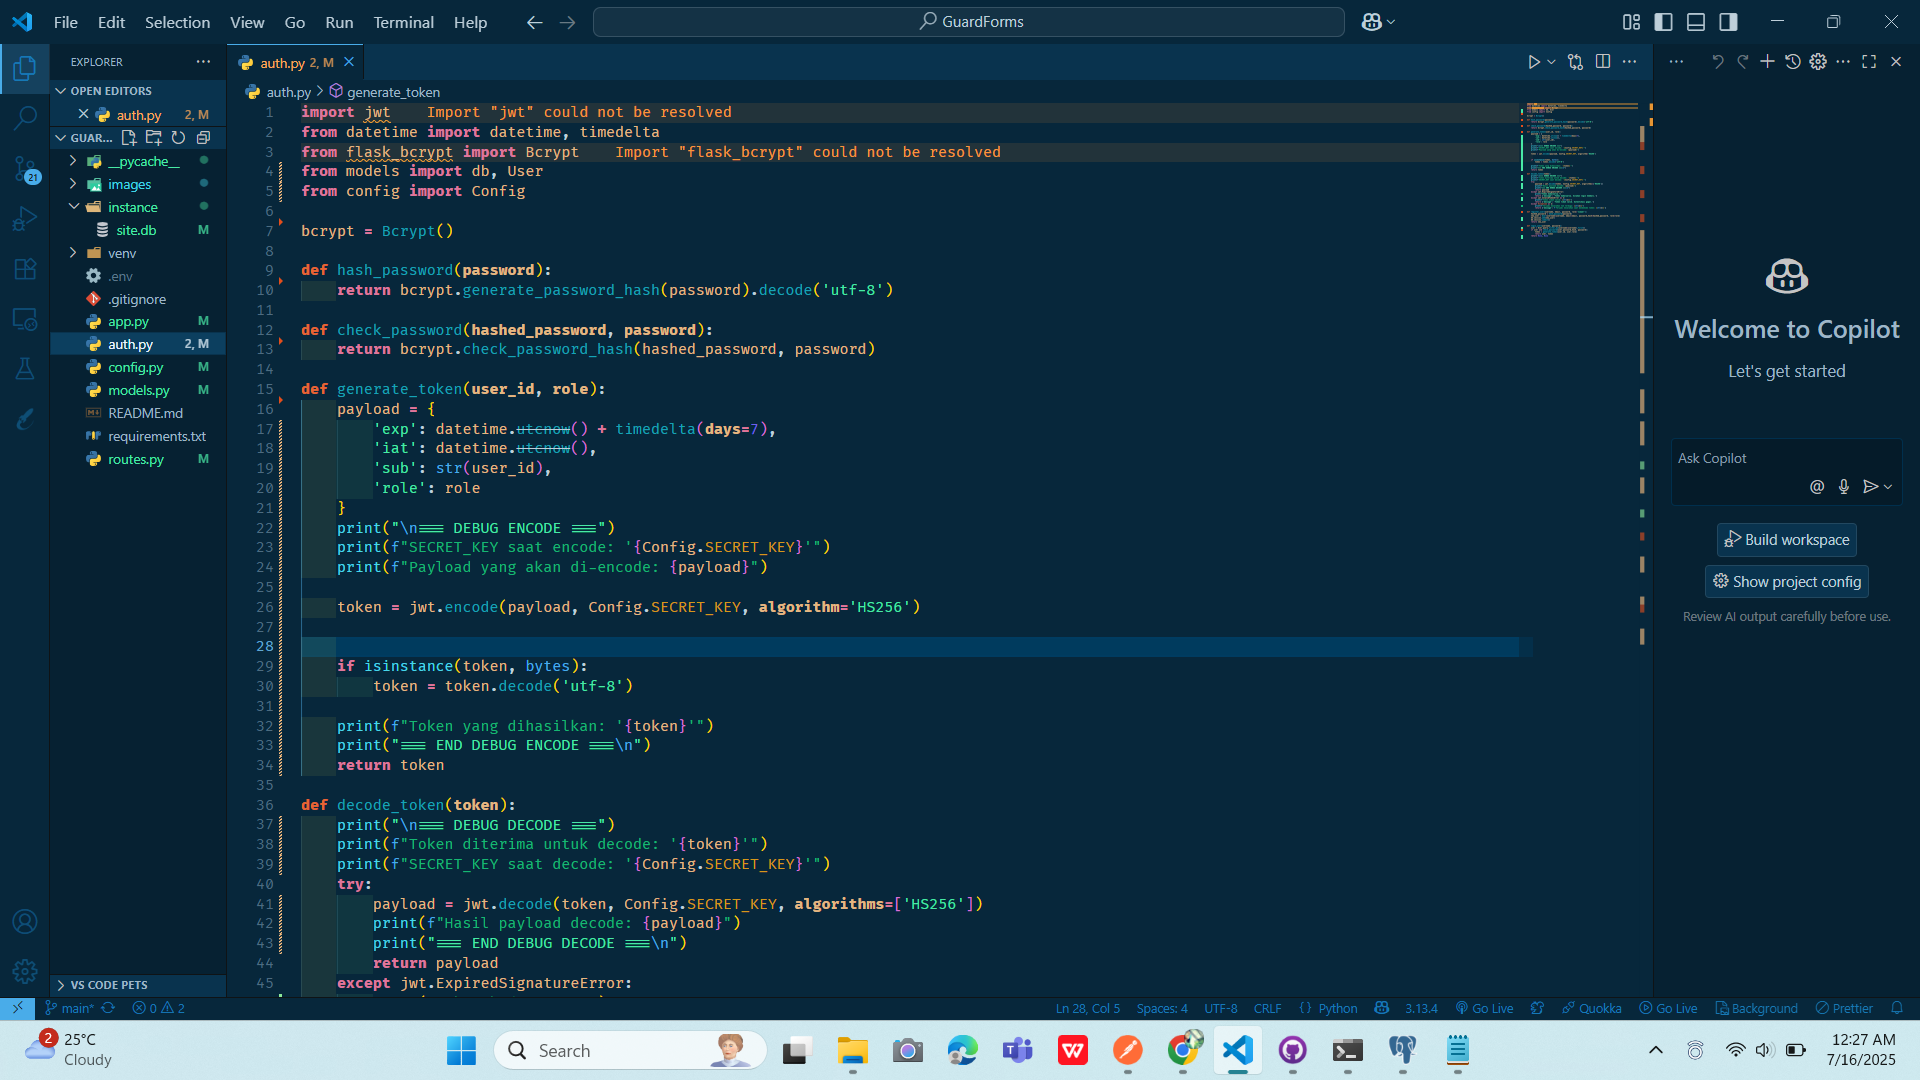 File Edit Selection View Go Run Terminal Help
GuardForms
EXPLORER
OPEN EDITORS
auth.py 2, M
GUAR...
__pycache__
images
instance
site.db M
venv
.env
.gitignore
app.py M
auth.py 2, M
config.py M
models.py M
README.md
requirements.txt
routes.py M
VS CODE PETS
21
auth.py 2, M
auth.py > generate_token
1 import jwt Import "jwt" could not be resolved
2 from datetime import datetime, timedelta
3 from flask_bcrypt import Bcrypt Import "flask_bcrypt" could not be resolved
4 from models import db, User
5 from config import Config
6
7 bcrypt = Bcrypt()
8
9 def hash_password(password):
10 return bcrypt.generate_password_hash(password).decode('utf-8')
11
12 def check_password(hashed_password, password):
13 return bcrypt.check_password_hash(hashed_password, password)
14
15 def generate_token(user_id, role):
16 payload = {
17 'exp': datetime.utcnow() + timedelta(days=7),
18 'iat': datetime.utcnow(),
19 'sub': str(user_id),
20 'role': role
21 }
22 print("\n=== DEBUG ENCODE ===")
23 print(f"SECRET_KEY saat encode: '{Config.SECRET_KEY}'")
24 print(f"Payload yang akan di-encode: {payload}")
25
26 token = jwt.encode(payload, Config.SECRET_KEY, algorithm='HS256')
27
28
29 if isinstance(token, bytes):
30 token = token.decode('utf-8')
31
32 print(f"Token yang dihasilkan: '{token}'")
33 print("=== END DEBUG ENCODE ===\n")
34 return token
35
36 def decode_token(token):
37 print("\n=== DEBUG DECODE ===")
38 print(f"Token diterima untuk decode: '{token}'")
39 print(f"SECRET_KEY saat decode: '{Config.SECRET_KEY}'")
40 try:
41 payload = jwt.decode(token, Config.SECRET_KEY, algorithms=['HS256'])
42 print(f"Hasil payload decode: {payload}")
43 print("=== END DEBUG DECODE ===\n")
44 return payload
45 except jwt.ExpiredSignatureError:
Welcome to Copilot
Let's get started
Ask Copilot
Build workspace
Show project config
Review AI output carefully before use.
main* 0 2
Ln 28, Col 5 Spaces: 4 UTF-8 CRLF {} Python 3.13.4 Go Live Quokka Go Live Background Prettier
2
25°C
Cloudy
Search
12:27 AM
7/16/2025